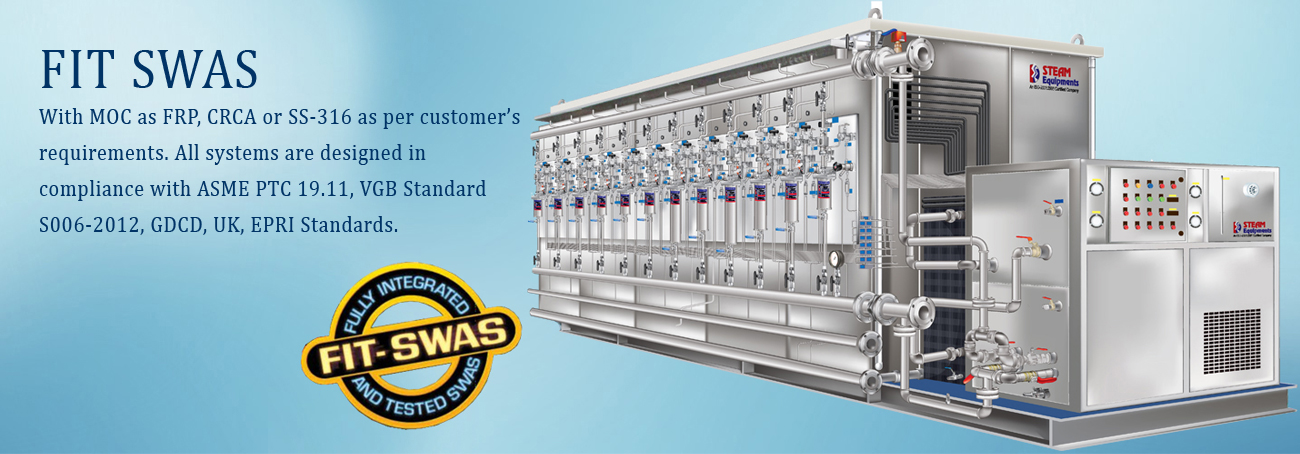 FIT SWAS
With MOC as FRP, CRCA or SS-316 as per customer’s
requirements. All systems are designed in
compliance with ASME PTC 19.11, VGB Standard
S006-2012, GDCD, UK, EPRI Standards.
FULLY INTEGRATED
FIT-SWAS
AND TESTED SWAS
STEAM
Equipments
STEAM
Equipments